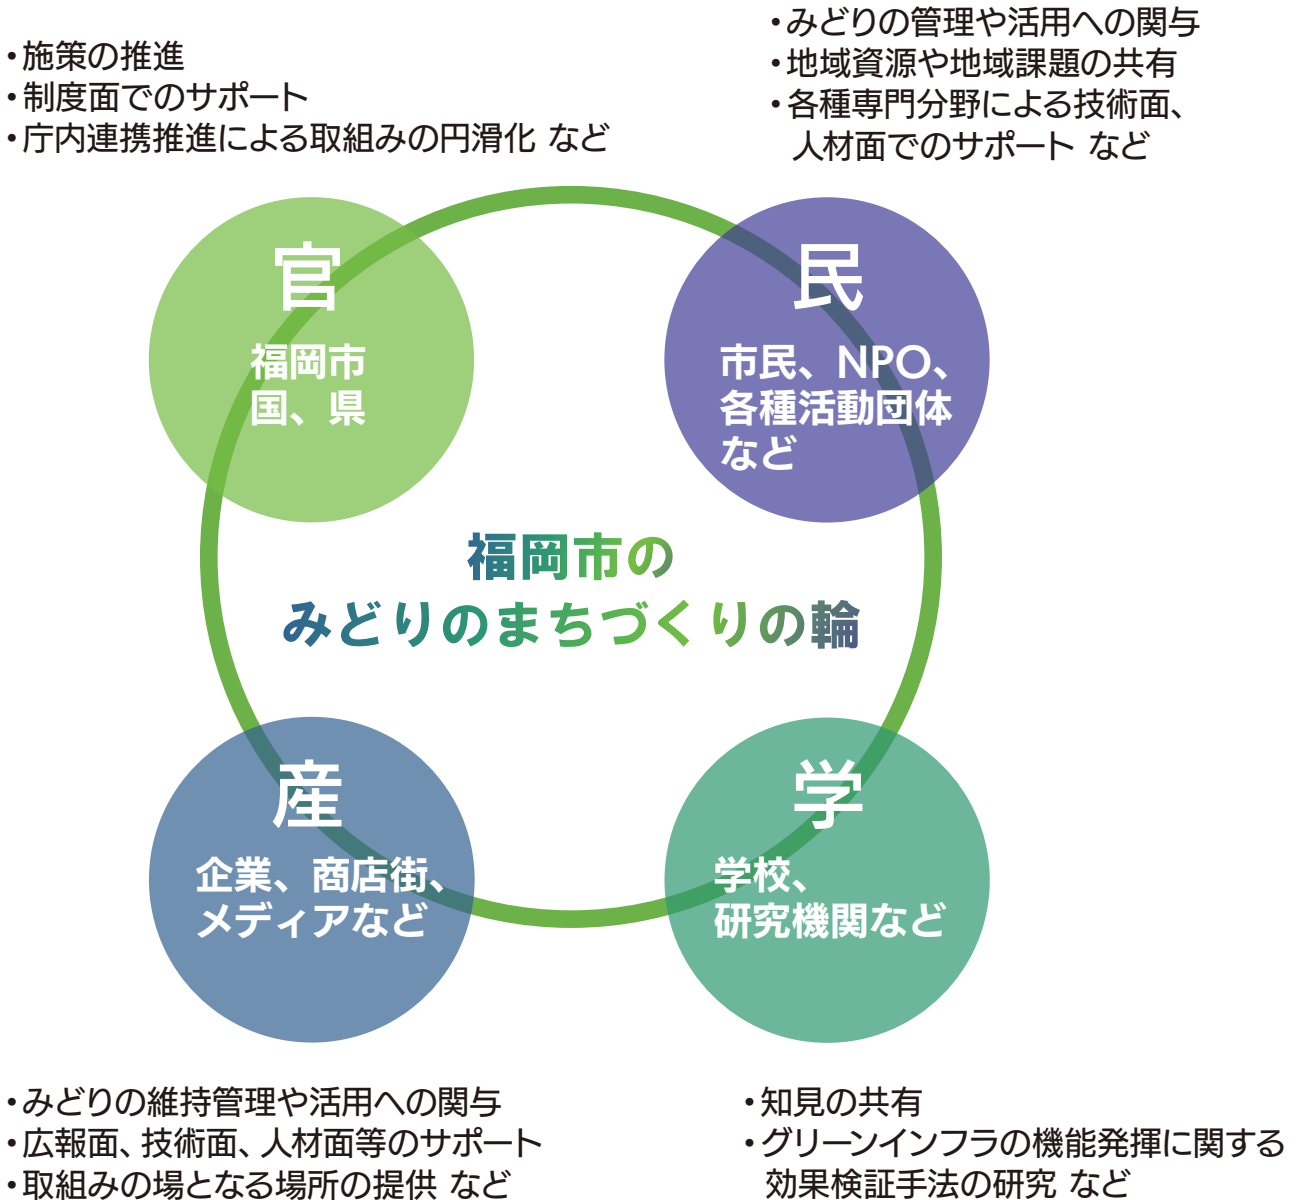 ・施策の推進
・制度面でのサポート
・庁内連携推進による取組みの円滑化 など
・みどりの管理や活用への関与
・地域資源や地域課題の共有
・各種専門分野による技術面、
人材面でのサポート など
官
福岡市
国、県
民
市民、NPO、
各種活動団体
など
福岡市の
みどりのまちづくりの輪
産
企業、商店街、
メディアなど
学
学校、
研究機関など
・みどりの維持管理や活用への関与
・広報面、技術面、人材面等のサポート
・取組みの場となる場所の提供 など
・知見の共有
・グリーンインフラの機能発揮に関する
効果検証手法の研究 など